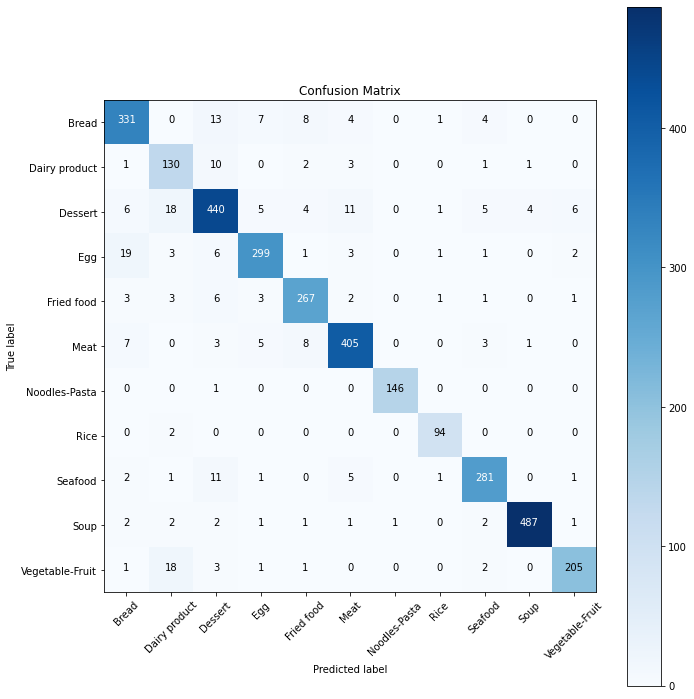 Confusion Matrix
Bread 331 0 13 7 8 4 0 1 4 0 0
Dairy product 1 130 10 0 2 3 0 0 1 1 0
Dessert 6 18 440 5 4 11 0 1 5 4 6
Egg 19 3 6 299 1 3 0 1 1 0 2
Fried food 3 3 6 3 267 2 0 1 1 0 1
Meat 7 0 3 5 8 405 0 0 3 1 0
Noodles-Pasta 0 0 1 0 0 0 146 0 0 0 0
Rice 0 2 0 0 0 0 0 94 0 0 0
Seafood 2 1 11 1 0 5 0 1 281 0 1
Soup 2 2 2 1 1 1 1 0 2 487 1
Vegetable-Fruit 1 18 3 1 1 0 0 0 2 0 205
Bread Dairy product Dessert Egg Fried food Meat Noodles-Pasta Rice Seafood Soup Vegetable-Fruit
Predicted label
True label
400
300
200
100
0